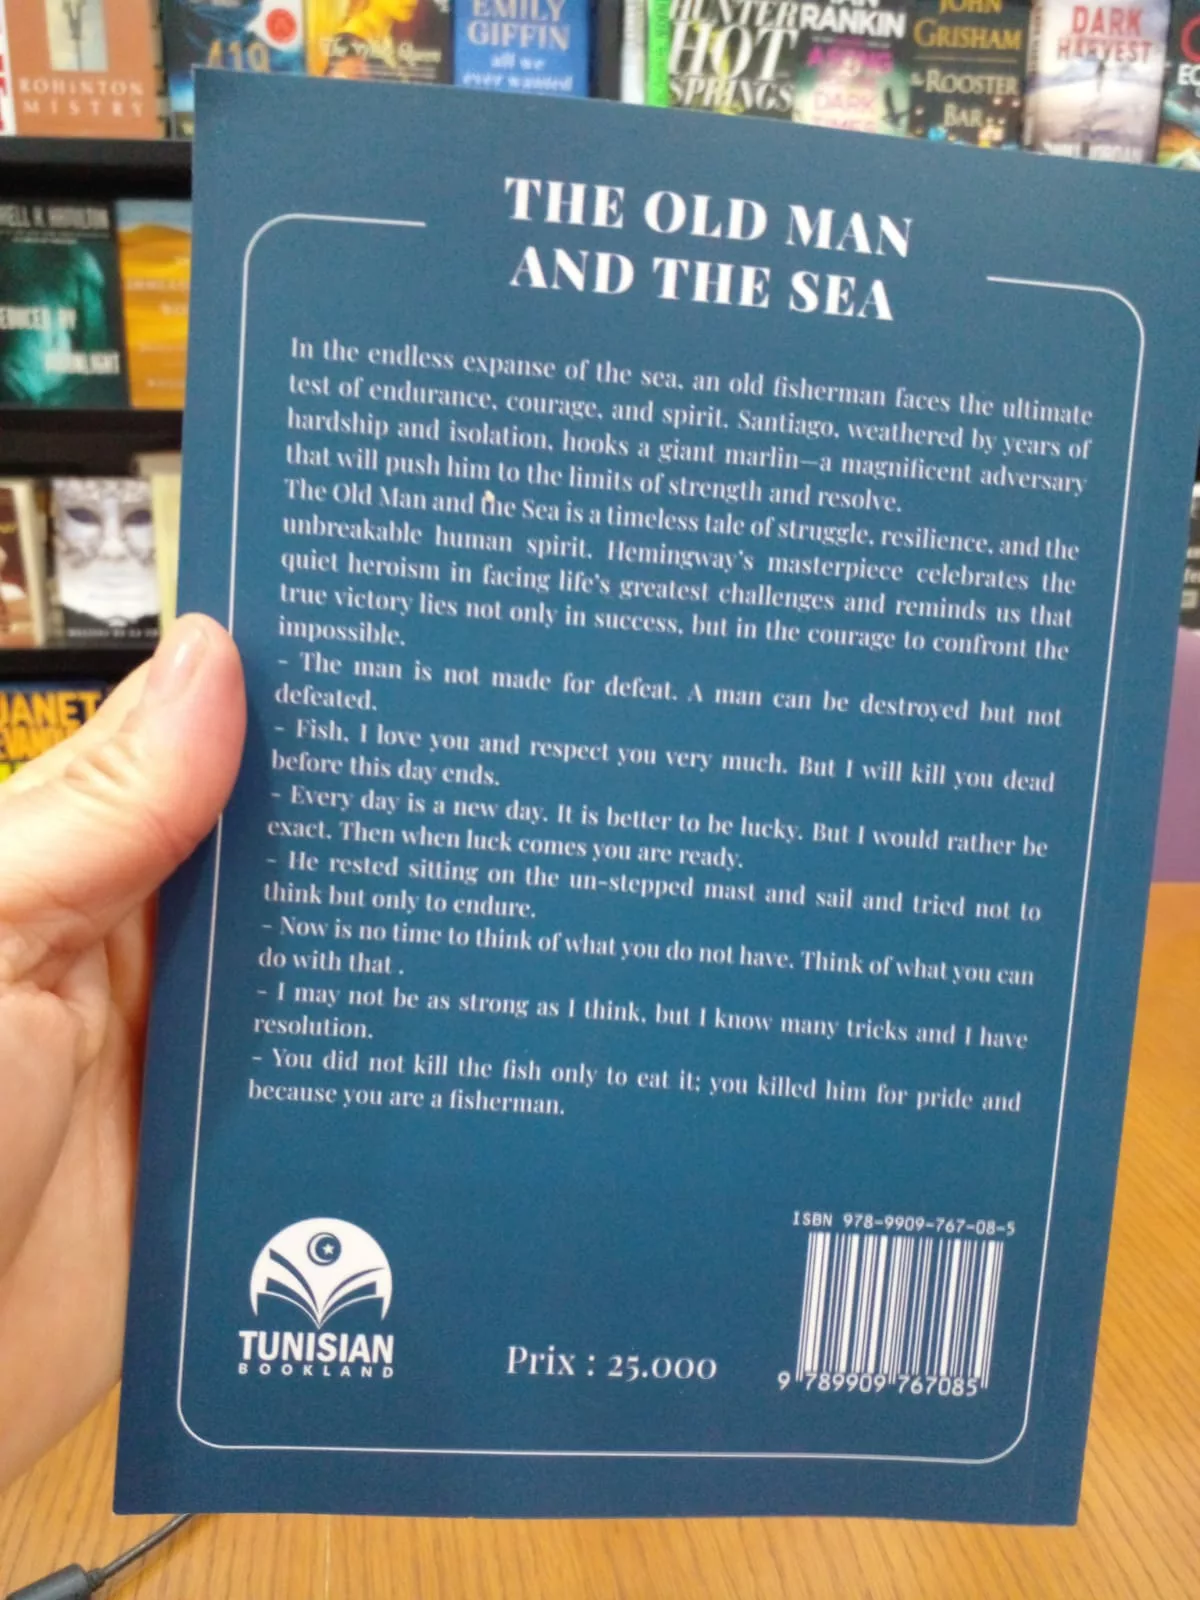 ROHINTON
MISTRY
419
EMILY
GIFFIN
all we
ever wanted
HUNTER
HOT
SPRINGS
RANKIN
DARK
TIMES
JOHN
GRISHAM
ROOSTER
BAR
DARK
HARVEST
JANET
THE OLD MAN
AND THE SEA
In the endless expanse of the sea, an old fisherman faces the ultimate
test of endurance, courage, and spirit. Santiago, weathered by years of
hardship and isolation, hooks a giant marlin—a magnificent adversary
that will push him to the limits of strength and resolve.
The Old Man and the Sea is a timeless tale of struggle, resilience, and the
unbreakable human spirit. Hemingway's masterpiece celebrates the
quiet heroism in facing life's greatest challenges and reminds us that
true victory lies not only in success, but in the courage to confront the
impossible.
- The man is not made for defeat. A man can be destroyed but not
defeated.
- Fish, I love you and respect you very much. But I will kill you dead
before this day ends.
- Every day is a new day. It is better to be lucky. But I would rather be
exact. Then when luck comes you are ready.
- He rested sitting on the un-stepped mast and sail and tried not to
think but only to endure.
- Now is no time to think of what you do not have. Think of what you can
do with that .
- I may not be as strong as I think, but I know many tricks and I have
resolution.
- You did not kill the fish only to eat it; you killed him for pride and
because you are a fisherman.
TUNISIAN
BOOKLAND
Prix : 25.000
ISBN 978-9909-767-08-5
9 789909 767085